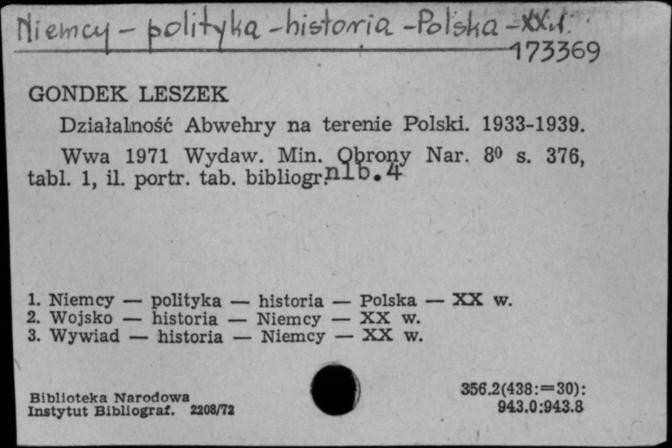 Niemcy – polityka – historia – Polska – XX w.
173369
GONDEK LESZEK
Działalność Abwehry na terenie Polski. 1933-1939.
Wwa 1971 Wydaw. Min. Obrony Nar. 8⁰ s. 376,
tabl. 1, il. portr. tab. bibliogr. nlb. 4
1. Niemcy — polityka — historia — Polska — XX w.
2. Wojsko — historia — Niemcy — XX w.
3. Wywiad — historia — Niemcy — XX w.
Biblioteka Narodowa
Instytut Bibliograf. 2208/72
356.2(438:=30):
943.0:943.8